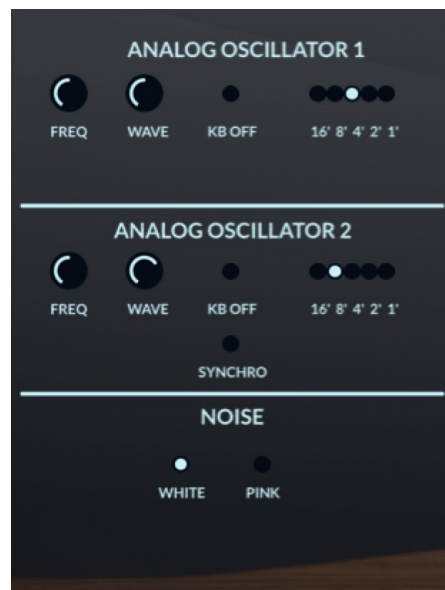 ANALOG OSCILLATOR 1
FREQ WAVE KB OFF 16' 8' 4' 2' 1'
ANALOG OSCILLATOR 2
FREQ WAVE KB OFF 16' 8' 4' 2' 1'
SYNCHRO
NOISE
WHITE PINK